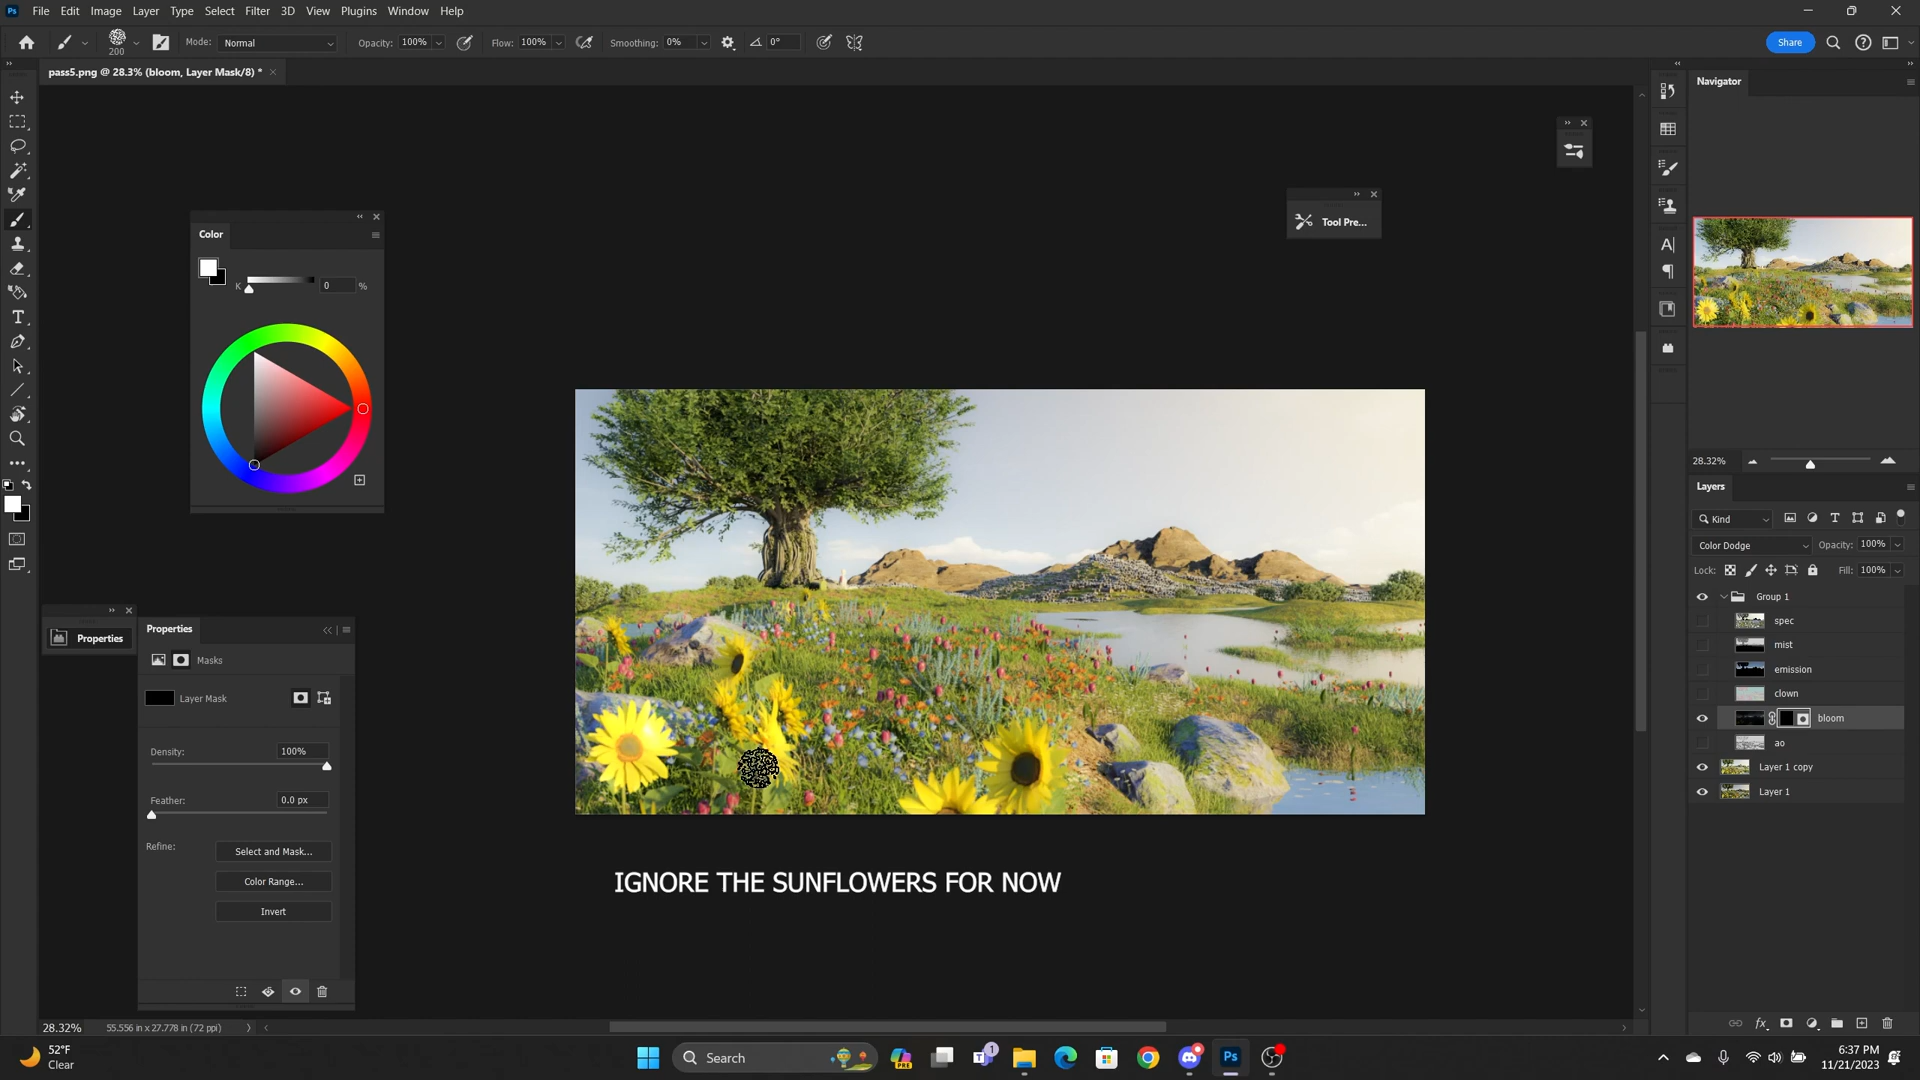 File Edit Image Layer Type Select Filter 3D View Plugins Window Help
200 Mode: Normal Opacity: 100% Flow: 100% Smoothing: 0% 0° Share
pass5.png @ 28.3% (bloom, Layer Mask/8) *
Navigator
Tool Pre...
Color
K 0 %
28.32%
Layers
Kind
Color Dodge Opacity: 100%
Lock: Fill: 100%
Group 1
spec
mist
emission
clown
bloom
ao
Layer 1 copy
Layer 1
Properties
Properties
Masks
Layer Mask
Density: 100%
Feather: 0.0 px
Refine: Select and Mask...
Color Range...
Invert
IGNORE THE SUNFLOWERS FOR NOW
28.32% 55.556 in x 27.778 in (72 ppi)
52°F
Clear
Search
PRE
1
Ps
6:37 PM
11/21/2023